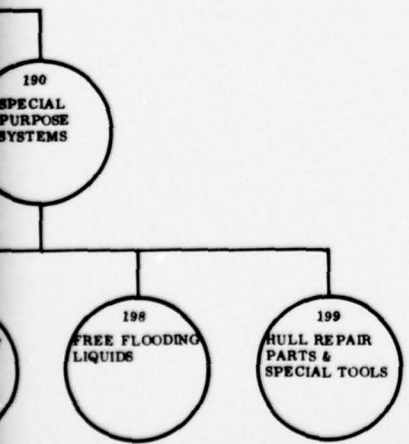 190
SPECIAL
PURPOSE
SYSTEMS
198
FREE FLOODING
LIQUIDS
199
HULL REPAIR
PARTS &
SPECIAL TOOLS